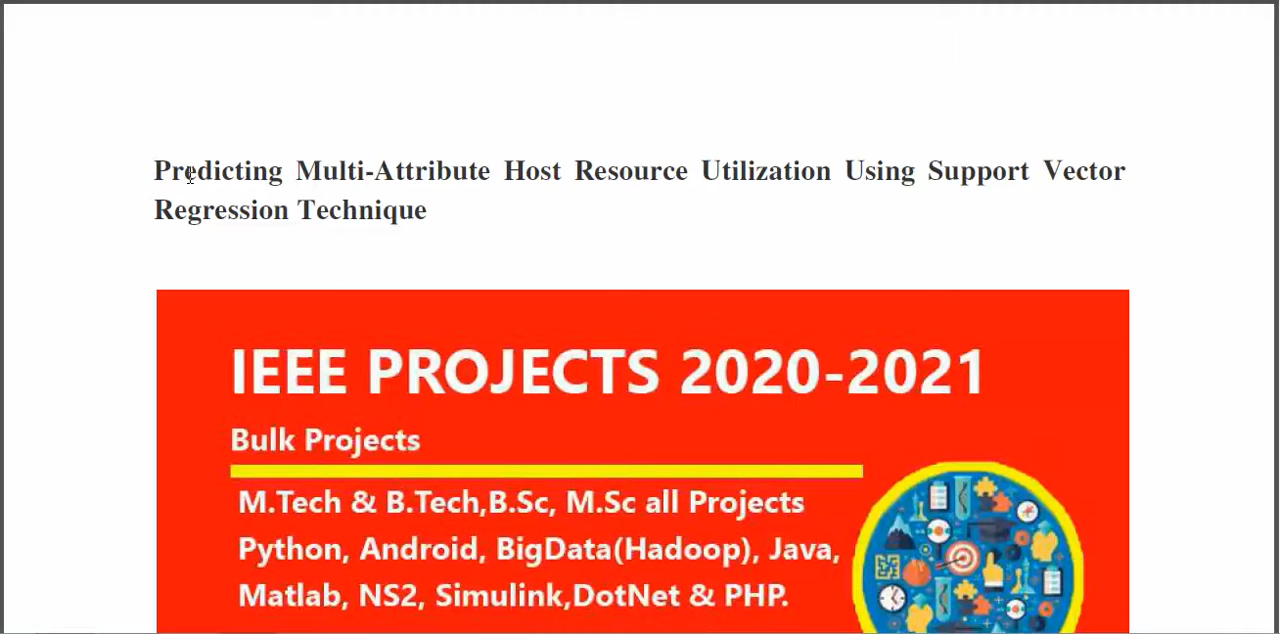 Predicting Multi-Attribute Host Resource Utilization Using Support Vector
Regression Technique
IEEE PROJECTS 2020-2021
Bulk Projects
M.Tech & B.Tech,B.Sc, M.Sc all Projects
Python, Android, BigData(Hadoop), Java,
Matlab, NS2, Simulink,DotNet & PHP.